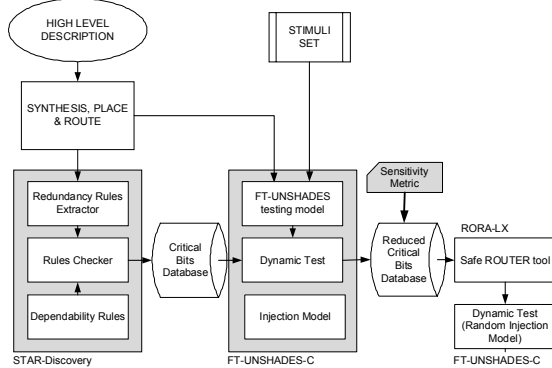 HIGH LEVEL
DESCRIPTION
STIMULI
SET
SYNTHESIS, PLACE
& ROUTE
Sensitivity
Metric
Redundancy Rules
Extractor
FT-UNSHADES
testing model
RORA-LX
Rules Checker
Critical
Bits
Database
Dynamic Test
Reduced
Critical
Bits
Database
Safe ROUTER tool
Dependability Rules
Injection Model
Dynamic Test
(Random Injection
Model)
STAR-Discovery
FT-UNSHADES-C
FT-UNSHADES-C